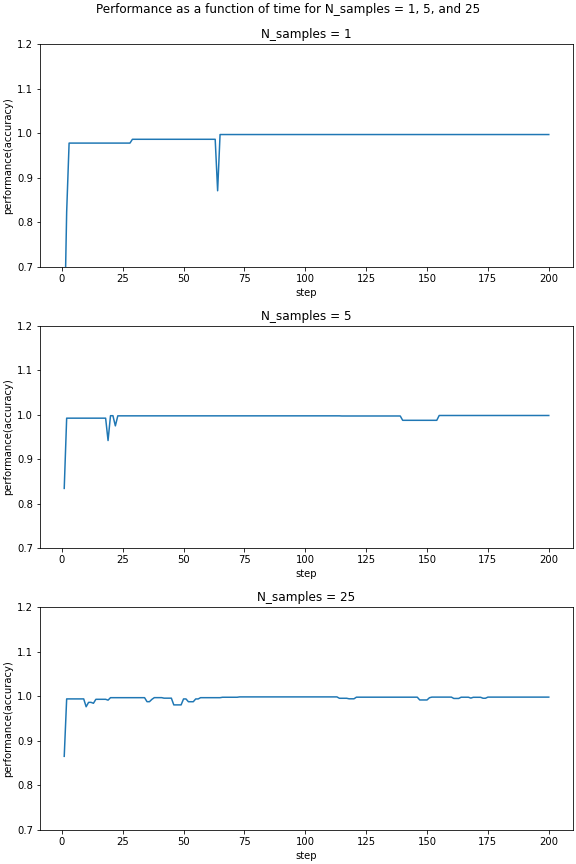 Performance as a function of time for N_samples = 1, 5, and 25
N_samples = 1
1.2
1.1
1.0
0.9
0.8
0.7
performance(accuracy)
0 25 50 75 100 125 150 175 200
step
N_samples = 5
1.2
1.1
1.0
0.9
0.8
0.7
performance(accuracy)
0 25 50 75 100 125 150 175 200
step
N_samples = 25
1.2
1.1
1.0
0.9
0.8
0.7
performance(accuracy)
0 25 50 75 100 125 150 175 200
step